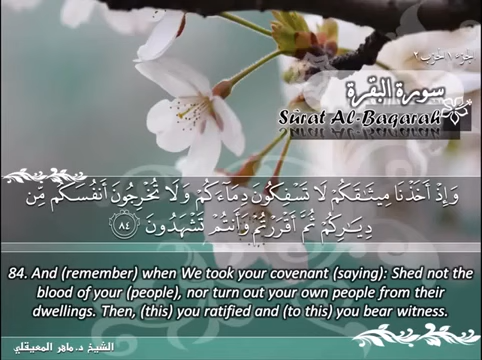 الجزء ١ الحزب ٢
سورة البقرة
Sûrat Al-Baqarah
وَإِذْ أَخَذْنَا مِيثَٰقَكُمْ لَا تَسْفِكُونَ دِمَآءَكُمْ وَلَا تُخْرِجُونَ أَنفُسَكُم مِّن
دِيَٰرِكُمْ ثُمَّ أَقْرَرْتُمْ وَأَنتُمْ تَشْهَدُونَ ٨٤
84. And (remember) when We took your covenant (saying): Shed not the
blood of your (people), nor turn out your own people from their
dwellings. Then, (this) you ratified and (to this) you bear witness.
الشيخ د. ماهر المعيقلي